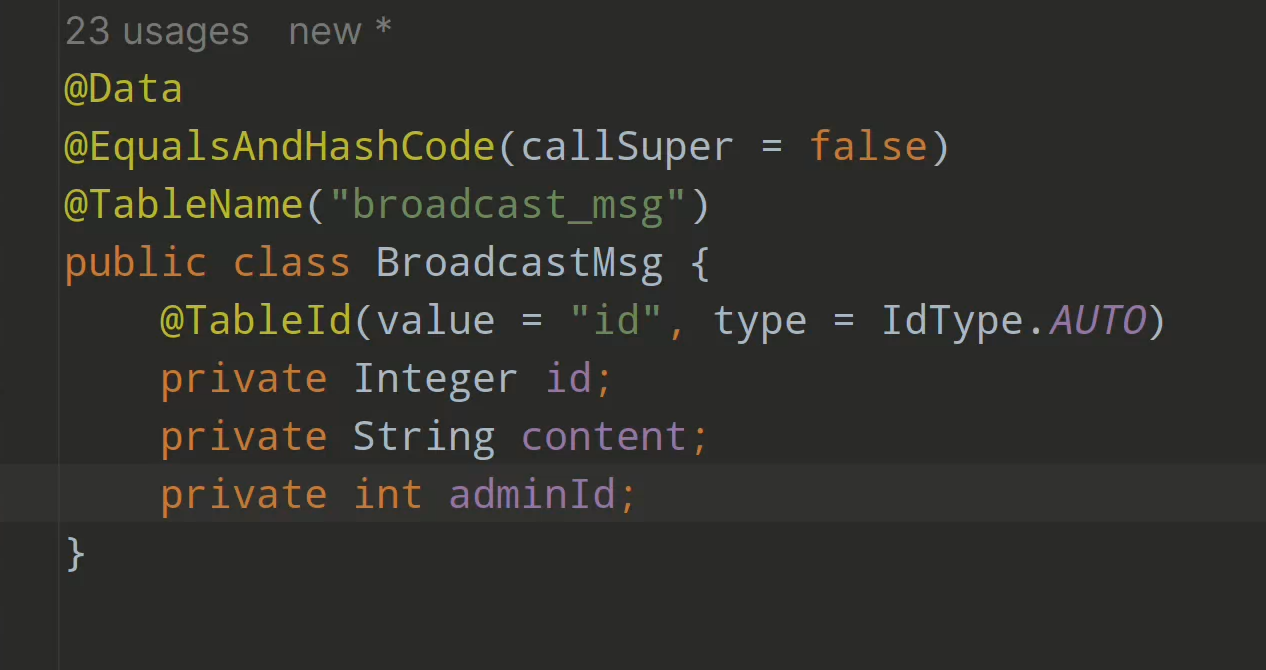 23 usages   new *
@Data
@EqualsAndHashCode(callSuper = false)
@TableName("broadcast_msg")
public class BroadcastMsg {
    @TableId(value = "id", type = IdType.AUTO)
    private Integer id;
    private String content;
    private int adminId;
}